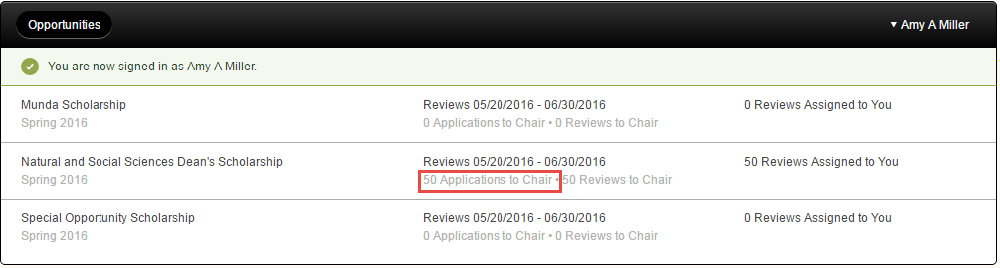 Opportunities
Amy A Miller
You are now signed in as Amy A Miller.
Munda Scholarship Reviews 05/20/2016 - 06/30/2016 0 Reviews Assigned to You
Spring 2016 0 Applications to Chair • 0 Reviews to Chair
Natural and Social Sciences Dean's Scholarship Reviews 05/20/2016 - 06/30/2016 50 Reviews Assigned to You
Spring 2016 50 Applications to Chair • 50 Reviews to Chair
Special Opportunity Scholarship Reviews 05/20/2016 - 06/30/2016 0 Reviews Assigned to You
Spring 2016 0 Applications to Chair • 0 Reviews to Chair